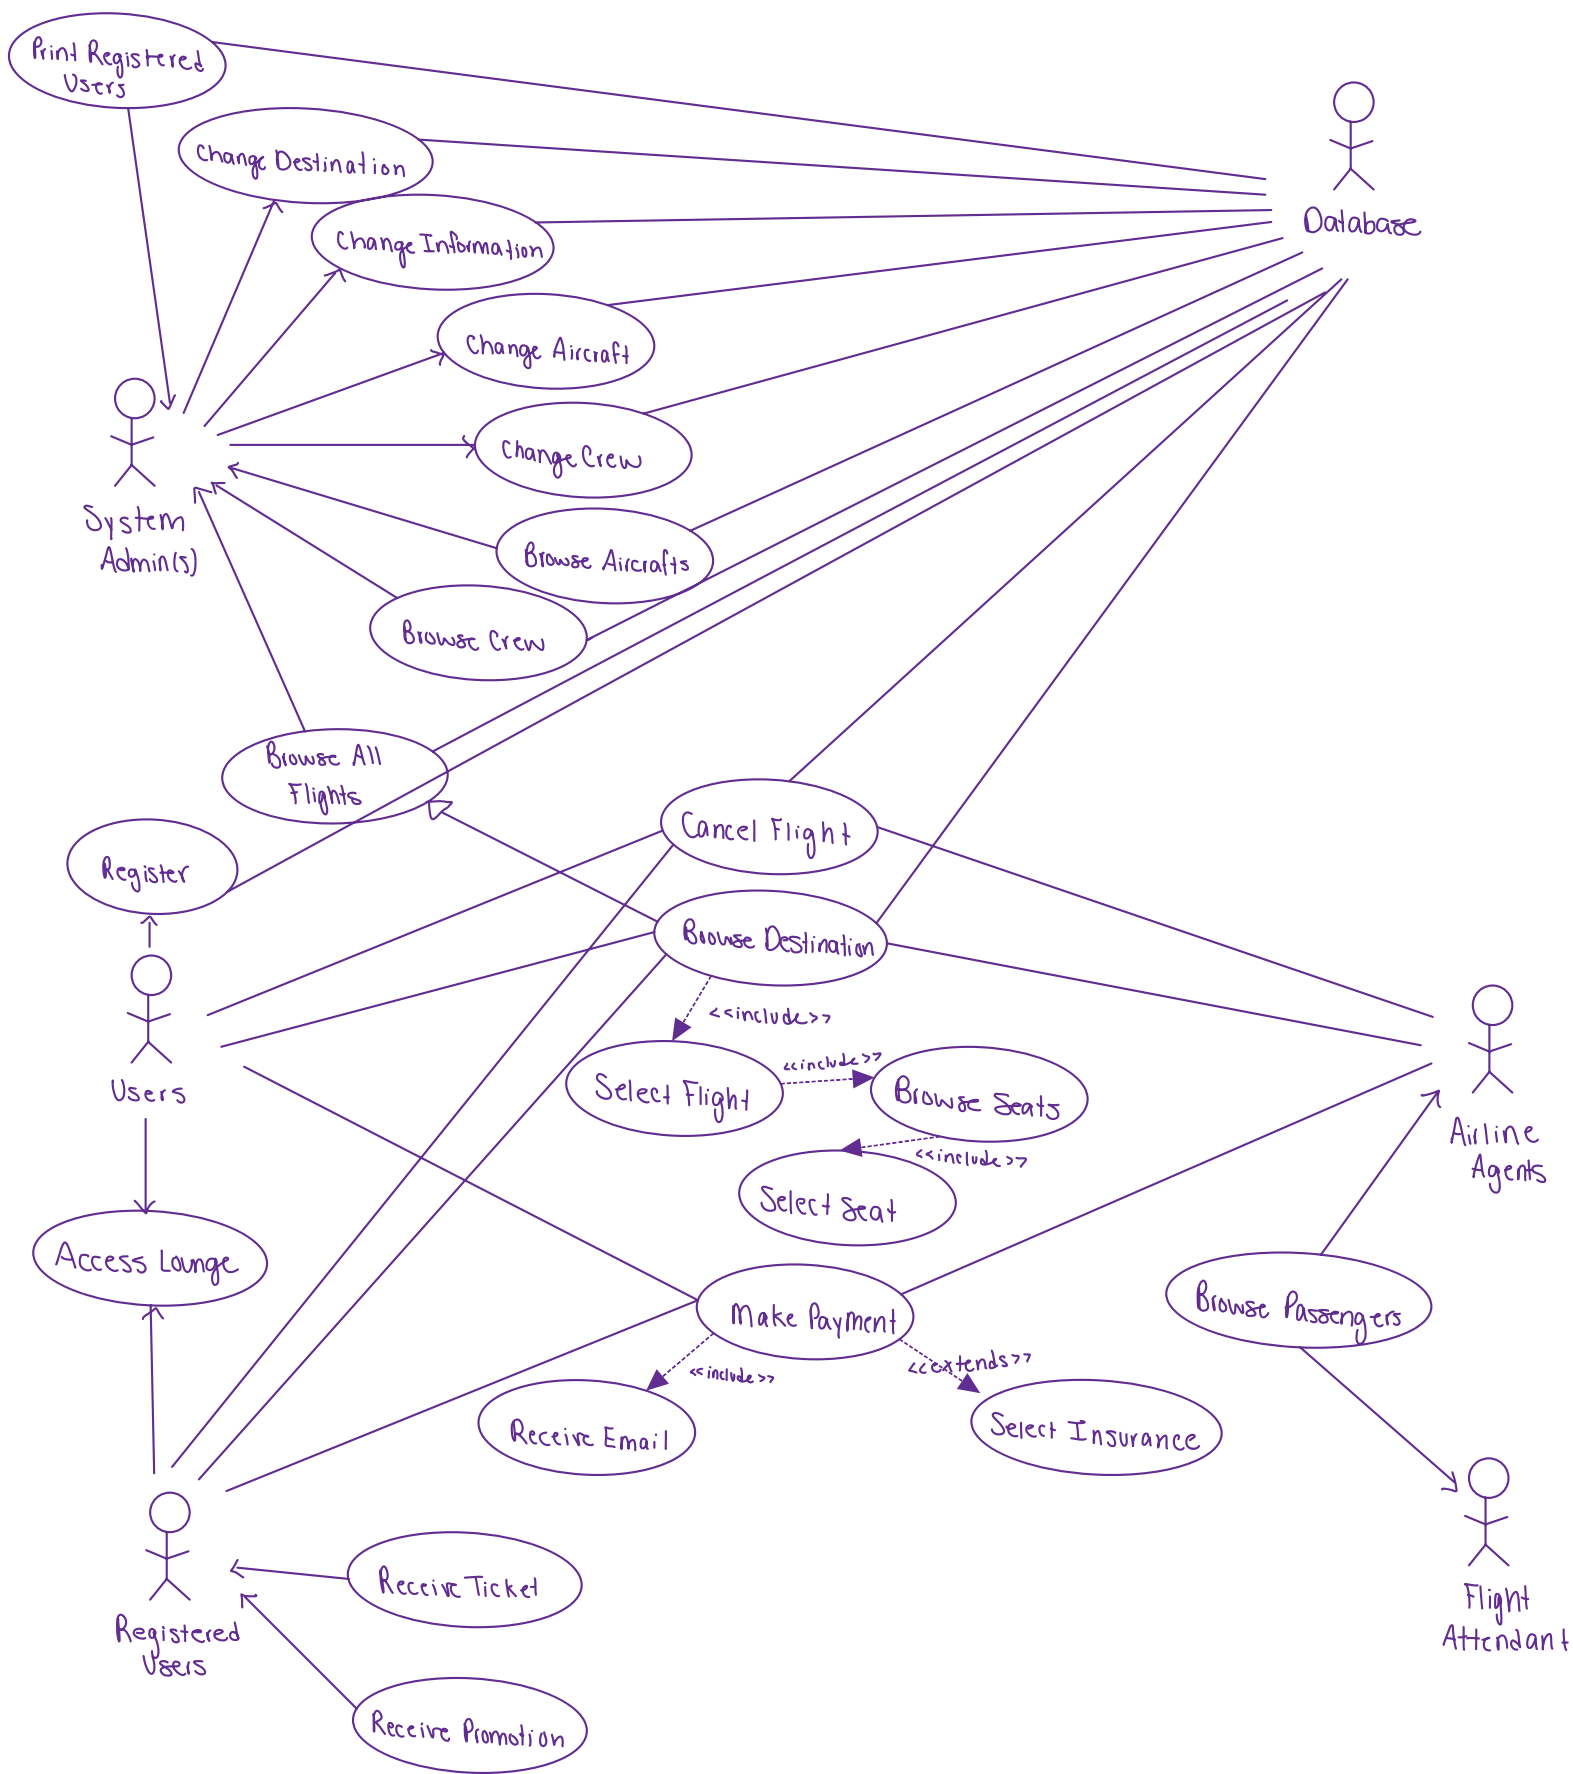 Print Registered
Users
Change Destination
Database
Change Information
Change Aircraft
Change Crew
System
Admin(s)
Browse Aircrafts
Browse Crew
Browse All
Flights
Cancel Flight
Register
Browse Destination
<<include>>
Users
Select Flight
<<include>>
Browse Seats
Airline
Agents
<<include>>
Select Seat
Access Lounge
Make Payment
Browse Passengers
<<include>>
<<extends>>
Receive Email
Select Insurance
Receive Ticket
Flight
Attendant
Registered
Users
Receive Promotion